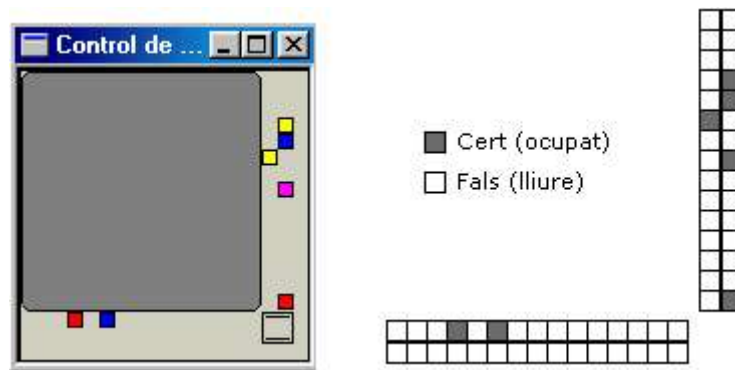 Control de ...
Cert (ocupat)
Fals (lliure)